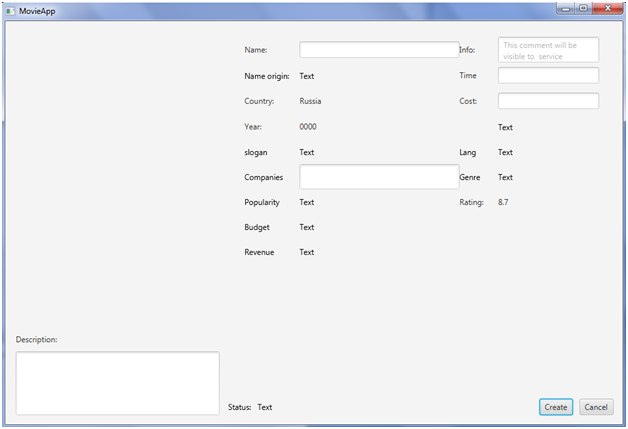 MovieApp
Name:
Info:
This comment will be
visible to service
Name origin:
Text
Time
Country:
Russia
Cost:
Year:
0000
Text
slogan
Text
Lang
Text
Companies
Genre
Text
Popularity
Text
Rating:
8.7
Budget
Text
Revenue
Text
Description:
Status:
Text
Create
Cancel